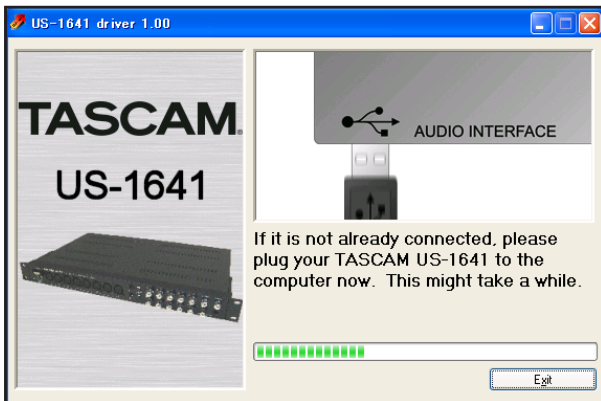 US-1641 driver 1.00
TASCAM
US-1641
AUDIO INTERFACE
If it is not already connected, please
plug your TASCAM US-1641 to the
computer now. This might take a while.
Exit